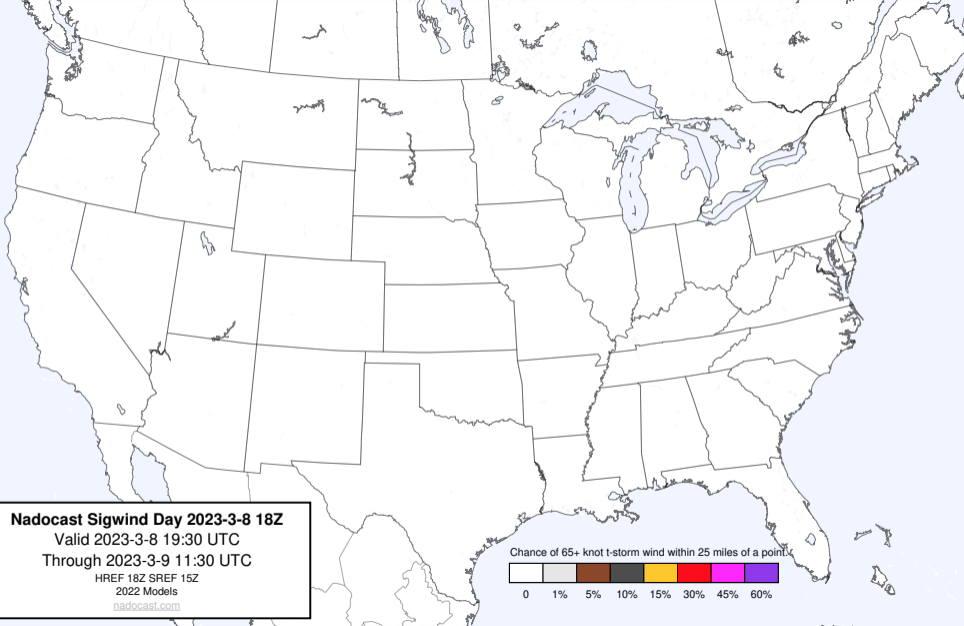 Nadocast Sigwind Day 2023-3-8 18Z
Valid 2023-3-8 19:30 UTC
Through 2023-3-9 11:30 UTC
HREF 18Z SREF 15Z
2022 Models
nadocast.com
Chance of 65+ knot t-storm wind within 25 miles of a point.
0 1% 5% 10% 15% 30% 45% 60%